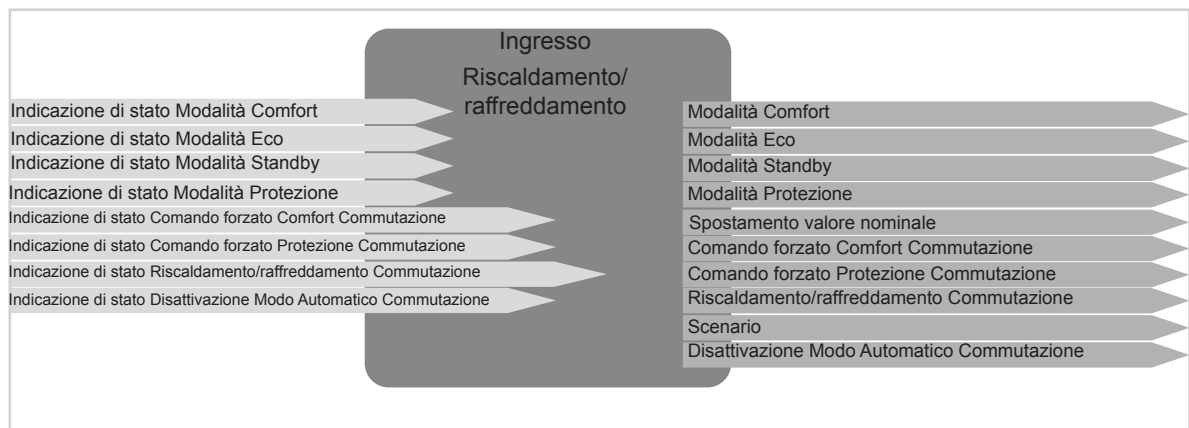 Ingresso
Riscaldamento/
raffreddamento
Indicazione di stato Modalità Comfort
Indicazione di stato Modalità Eco
Indicazione di stato Modalità Standby
Indicazione di stato Modalità Protezione
Indicazione di stato Comando forzato Comfort Commutazione
Indicazione di stato Comando forzato Protezione Commutazione
Indicazione di stato Riscaldamento/raffreddamento Commutazione
Indicazione di stato Disattivazione Modo Automatico Commutazione
Modalità Comfort
Modalità Eco
Modalità Standby
Modalità Protezione
Spostamento valore nominale
Comando forzato Comfort Commutazione
Comando forzato Protezione Commutazione
Riscaldamento/raffreddamento Commutazione
Scenario
Disattivazione Modo Automatico Commutazione